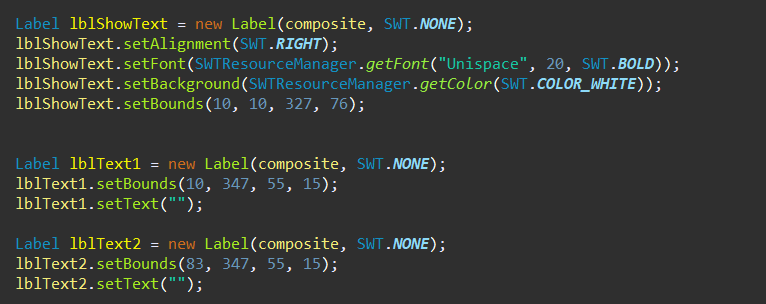 Label lblShowText = new Label(composite, SWT.NONE);
lblShowText.setAlignment(SWT.RIGHT);
lblShowText.setFont(SWTResourceManager.getFont("Unispace", 20, SWT.BOLD));
lblShowText.setBackground(SWTResourceManager.getColor(SWT.COLOR_WHITE));
lblShowText.setBounds(10, 10, 327, 76);
Label lblText1 = new Label(composite, SWT.NONE);
lblText1.setBounds(10, 347, 55, 15);
lblText1.setText("");
Label lblText2 = new Label(composite, SWT.NONE);
lblText2.setBounds(83, 347, 55, 15);
lblText2.setText("");